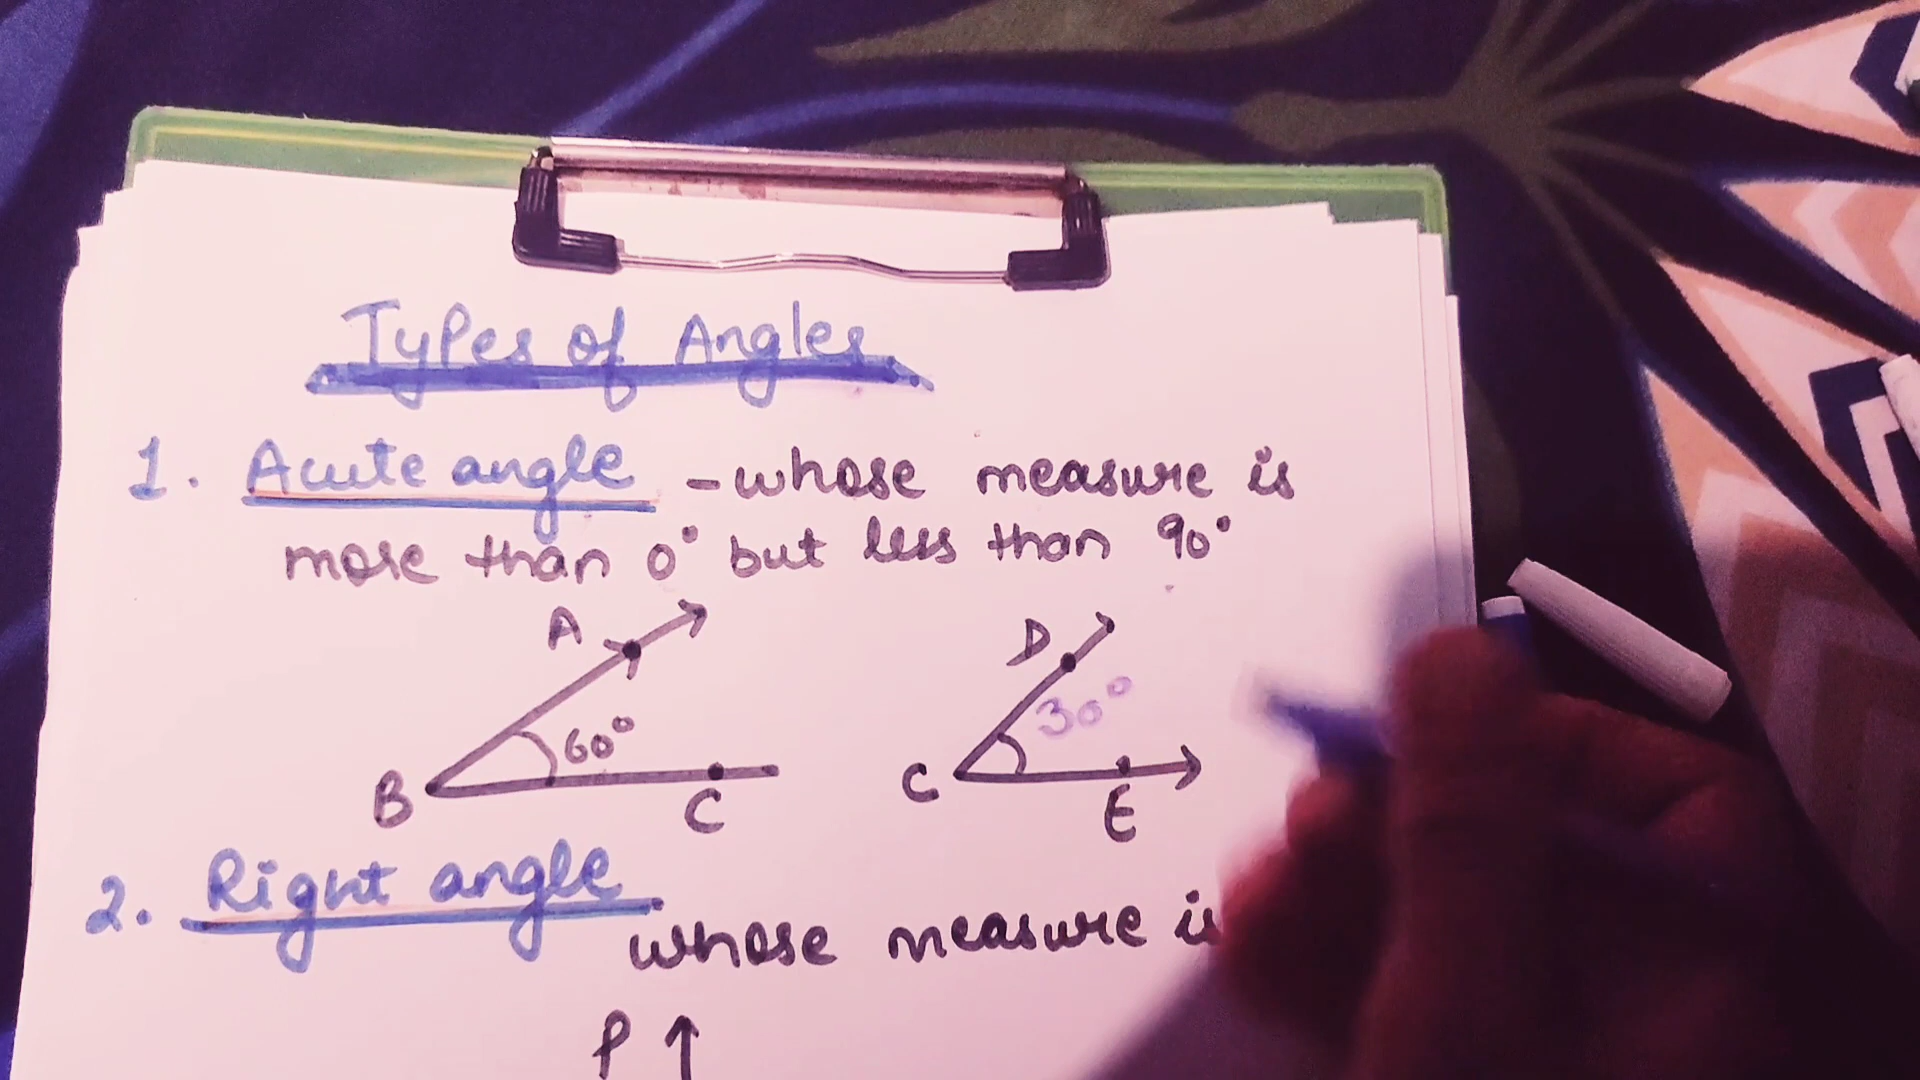 Types of Angles
1. Acute angle - whose measure is
more than 0° but less than 90°
A
D
60°
30°
B
C
C
E
2. Right angle
whose measure is
P